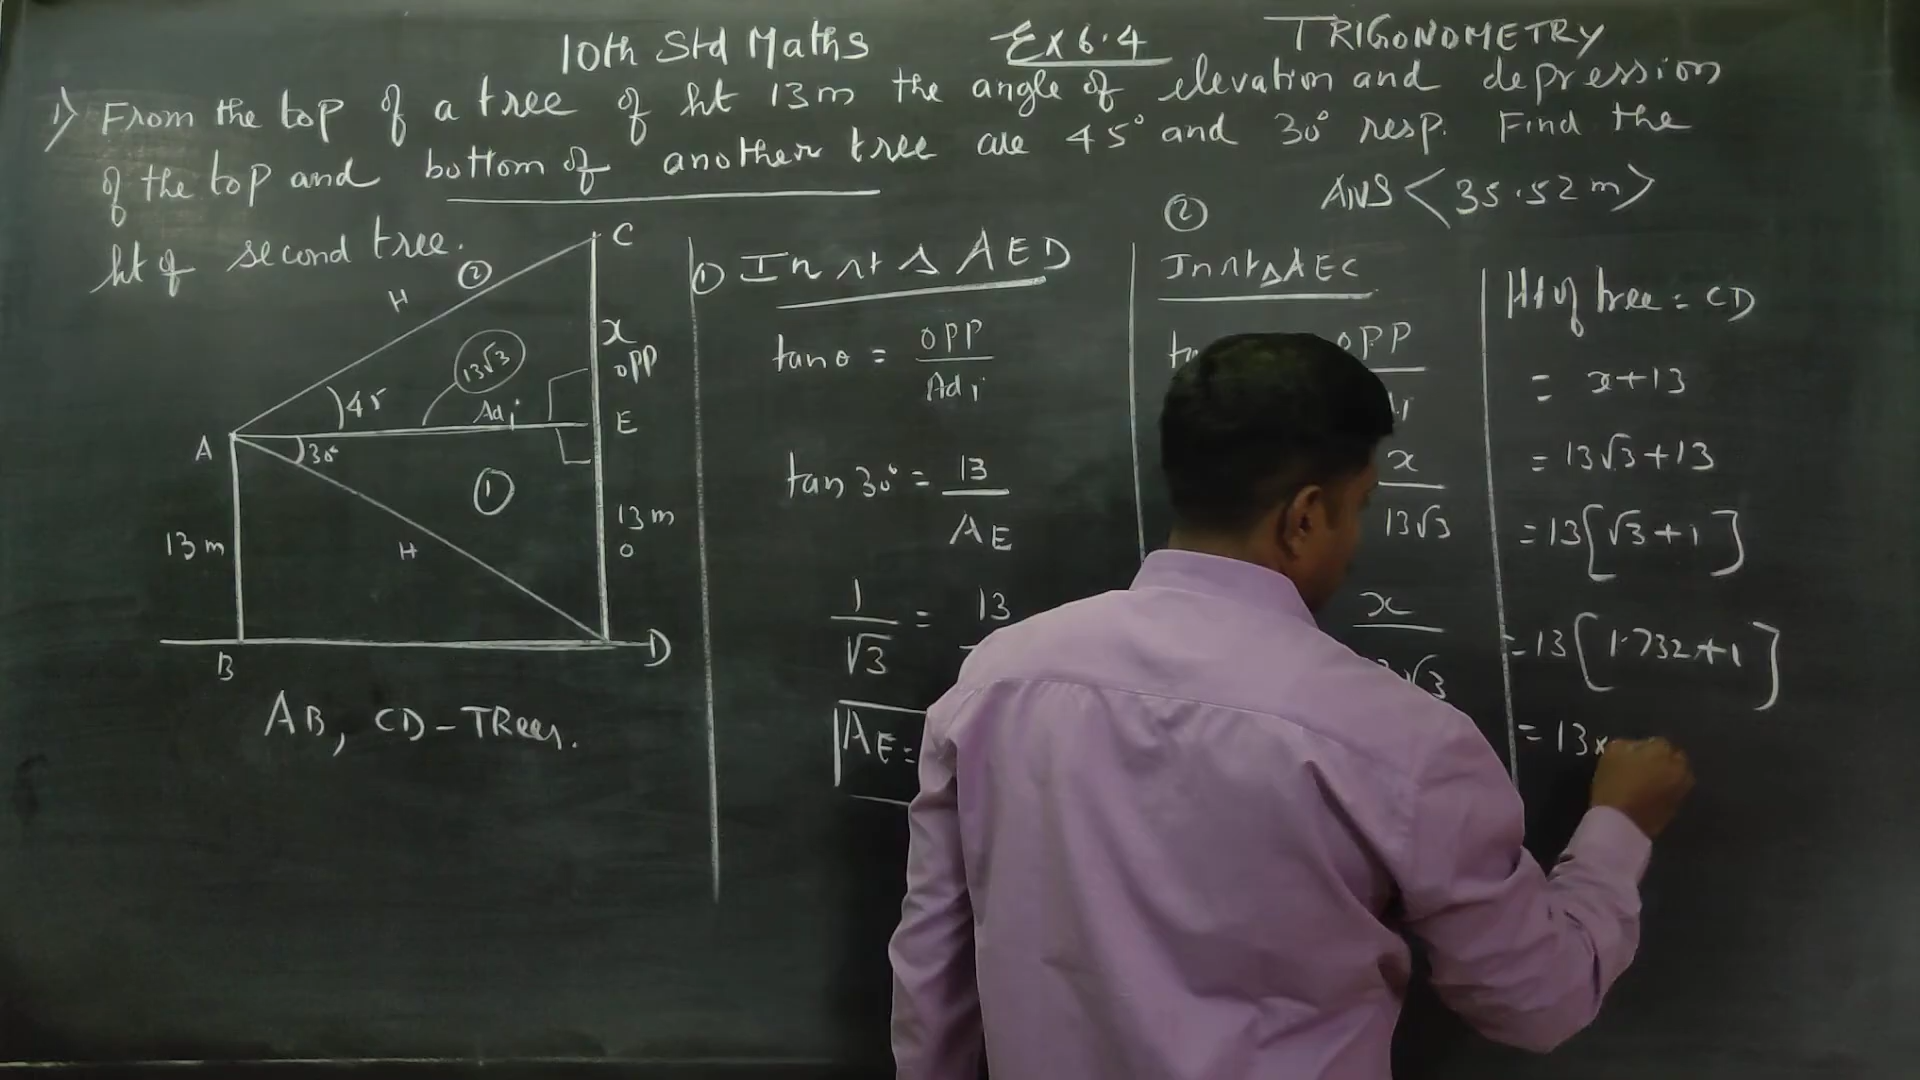 10th Std Maths Ex 6.4 TRIGONOMETRY
1) From the top of a tree of ht 13m the angle of elevation and depression
of the top and bottom of another tree are 45° and 30° resp. Find the
ht of second tree.
ANS <35.52m>
C
②
H
x
13√3
opp
45
Adj
E
A
30°
①
13 m
13 m
O
H
B
D
AB, CD - TRees.
① In rt Δ AED
tan θ = opp / Adj
tan 30° = 13 / AE
1 / √3 = 13
AE =
②
In rt Δ AEC
opp
x / 13√3
x
√3
Ht of tree = CD
= x+13
= 13√3+13
= 13[√3+1]
= 13[1.732+1]
= 13x